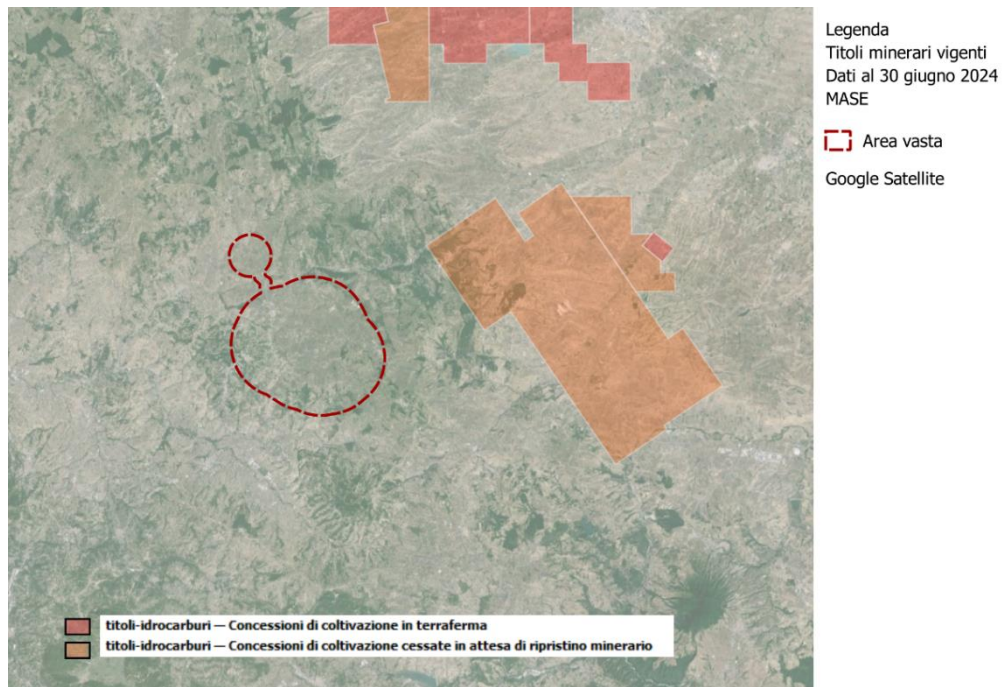 Legenda
Titoli minerari vigenti
Dati al 30 giugno 2024
MASE
Area vasta
Google Satellite
titoli-idrocarburi — Concessioni di coltivazione in terraferma
titoli-idrocarburi — Concessioni di coltivazione cessate in attesa di ripristino minerario